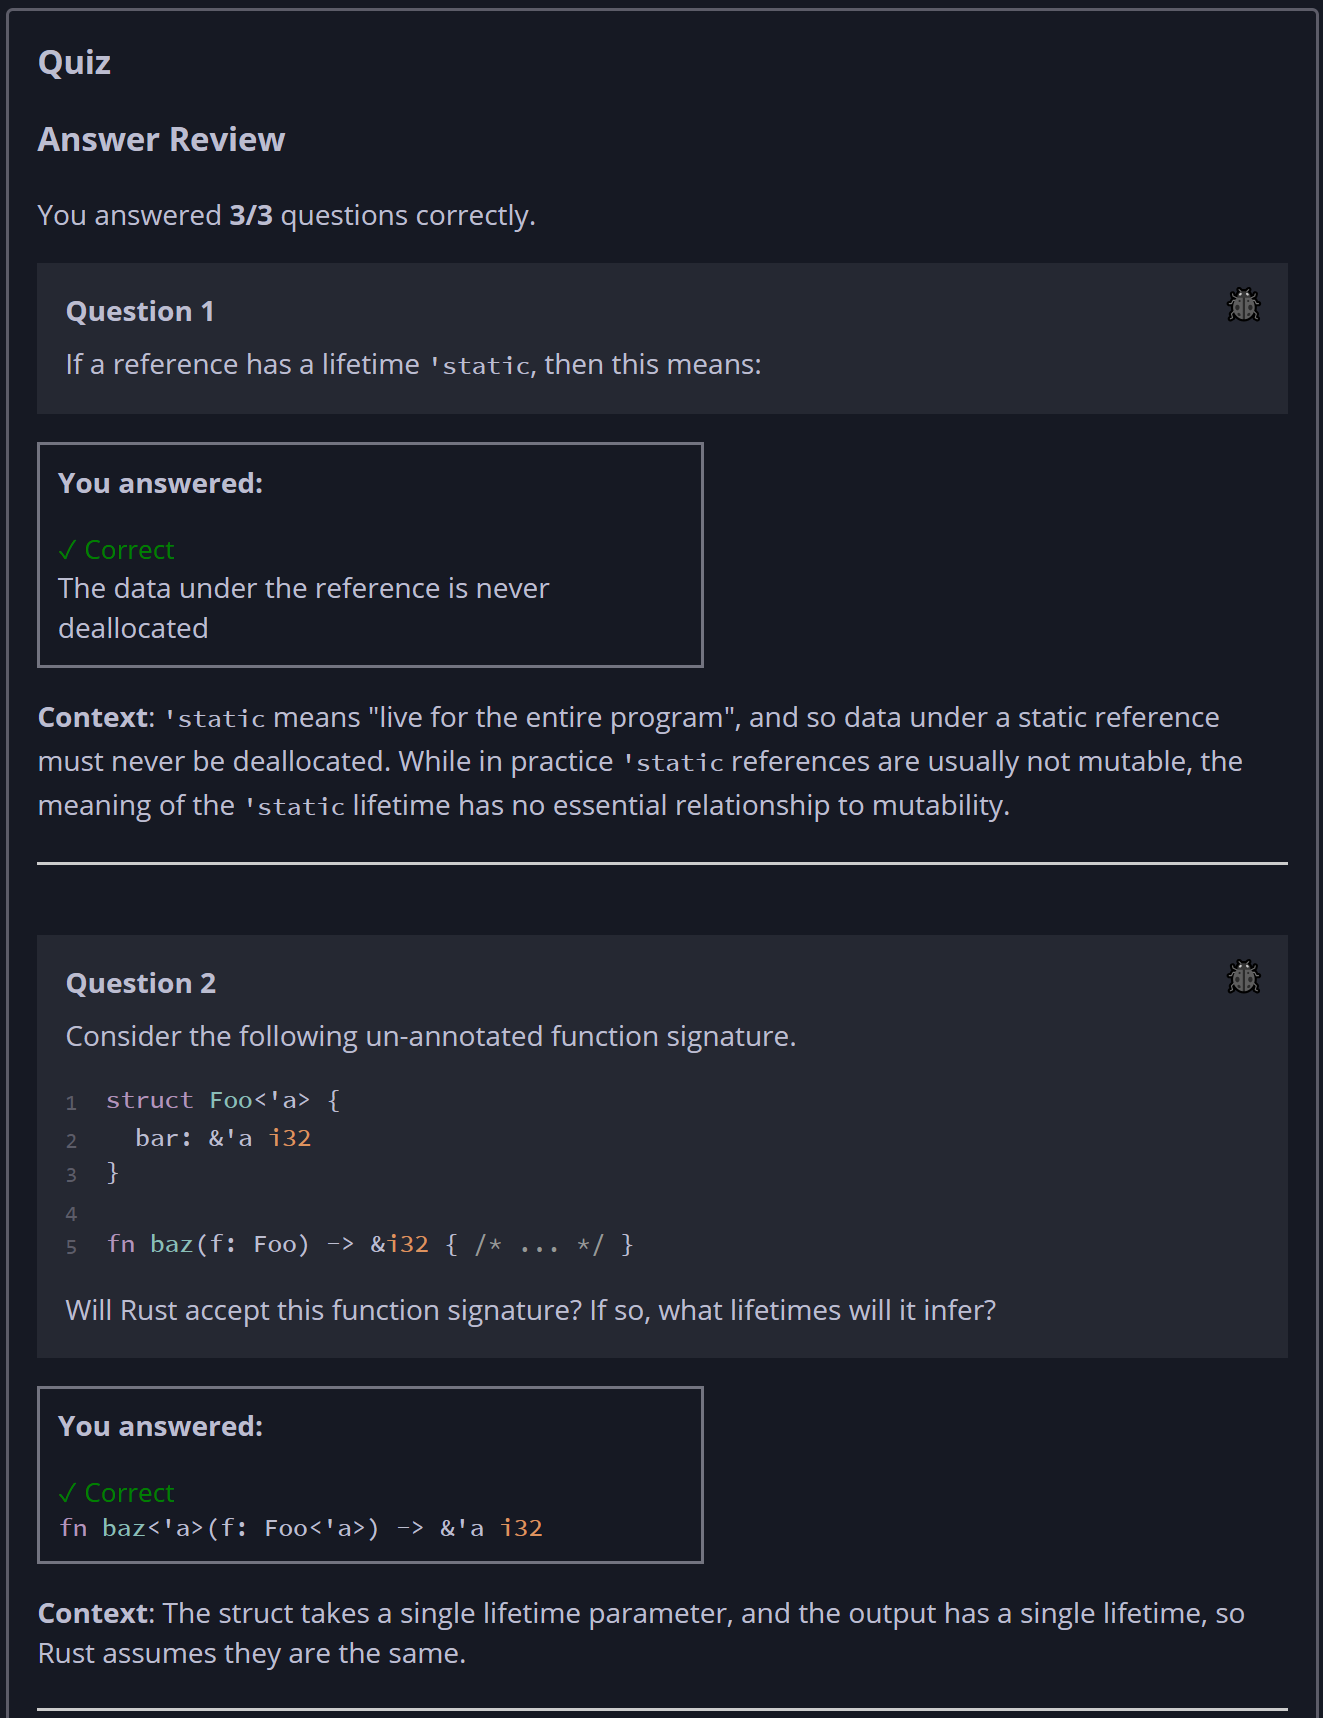 Quiz
Answer Review
You answered 3/3 questions correctly.
Question 1
If a reference has a lifetime 'static, then this means:
You answered:
✓ Correct
The data under the reference is never
deallocated
Context: 'static means "live for the entire program", and so data under a static reference
must never be deallocated. While in practice 'static references are usually not mutable, the
meaning of the 'static lifetime has no essential relationship to mutability.
Question 2
Consider the following un-annotated function signature.
1 struct Foo<'a> {
2   bar: &'a i32
3 }
4
5 fn baz(f: Foo) -> &i32 { /* ... */ }
Will Rust accept this function signature? If so, what lifetimes will it infer?
You answered:
✓ Correct
fn baz<'a>(f: Foo<'a>) -> &'a i32
Context: The struct takes a single lifetime parameter, and the output has a single lifetime, so
Rust assumes they are the same.